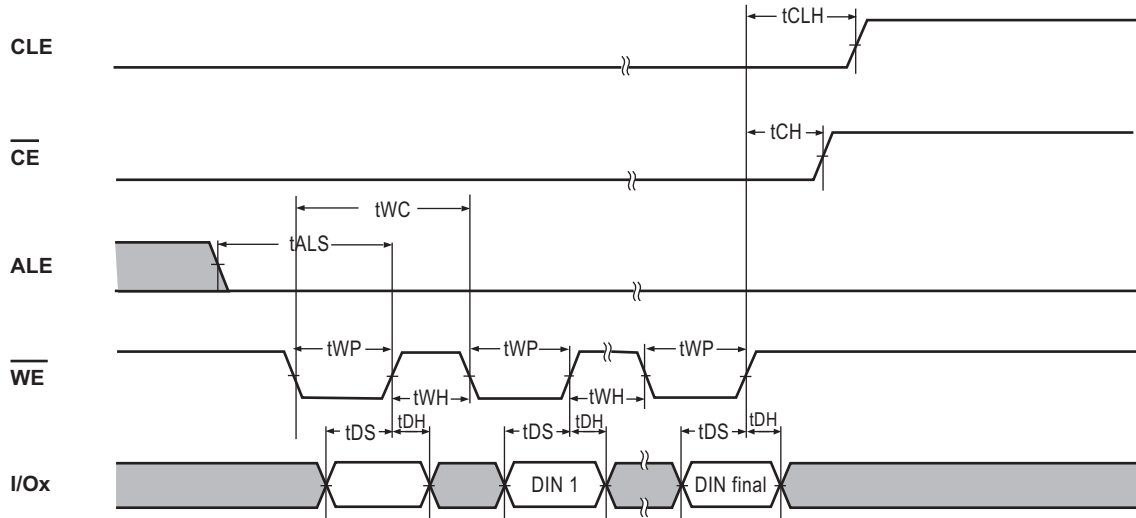 tCLH
CLE
tCH
CE
tWC
tALS
ALE
tWP tWP tWP
WE
tWH tWH
tDS tDH tDS tDH tDS tDH
I/Ox DIN 1 DIN final